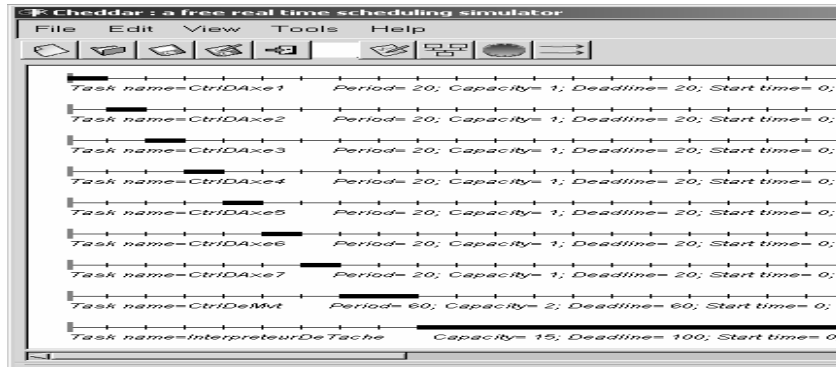 Cheddar : a free real time scheduling simulator
File Edit View Tools Help
Task name=CtrlDAxe1 Period= 20; Capacity= 1; Deadline= 20; Start time= 0;
Task name=CtrlDAxe2 Period= 20; Capacity= 1; Deadline= 20; Start time= 0;
Task name=CtrlDAxe3 Period= 20; Capacity= 1; Deadline= 20; Start time= 0;
Task name=CtrlDAxe4 Period= 20; Capacity= 1; Deadline= 20; Start time= 0;
Task name=CtrlDAxe5 Period= 20; Capacity= 1; Deadline= 20; Start time= 0;
Task name=CtrlDAxe6 Period= 20; Capacity= 1; Deadline= 20; Start time= 0;
Task name=CtrlDAxe7 Period= 20; Capacity= 1; Deadline= 20; Start time= 0;
Task name=CtrlDeMvt Period= 60; Capacity= 2; Deadline= 60; Start time= 0;
Task name=InterpreteurDeTache Capacity= 15; Deadline= 100; Start time= 0